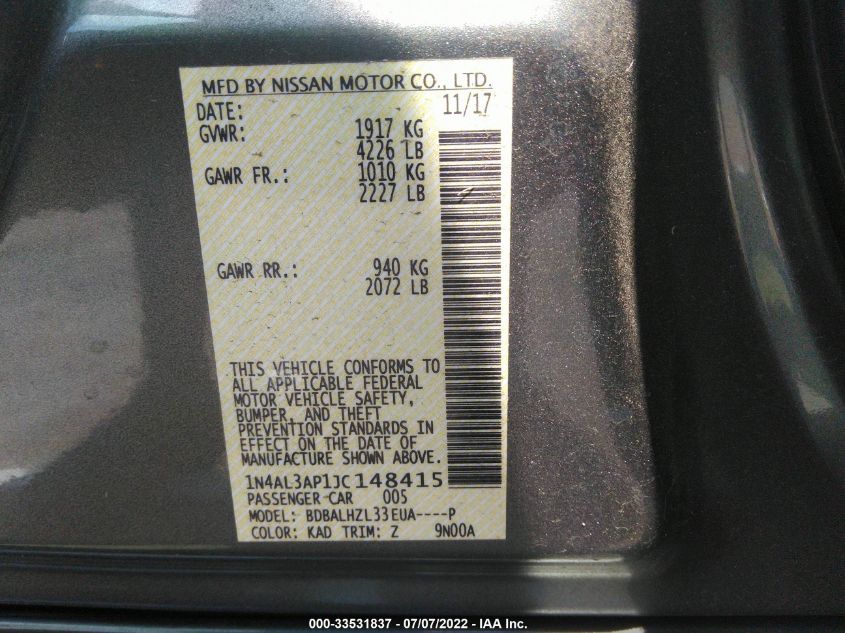 MFD BY NISSAN MOTOR CO., LTD.
DATE: 11/17
GVWR: 1917 KG
4226 LB
GAWR FR.: 1010 KG
2227 LB
GAWR RR.: 940 KG
2072 LB
THIS VEHICLE CONFORMS TO
ALL APPLICABLE FEDERAL
MOTOR VEHICLE SAFETY,
BUMPER, AND THEFT
PREVENTION STANDARDS IN
EFFECT ON THE DATE OF
MANUFACTURE SHOWN ABOVE.
1N4AL3AP1JC148415
PASSENGER CAR 005
MODEL: BDBALHZL33EUA----P
COLOR: KAD TRIM: Z 9N00A
000-33531837 - 07/07/2022 - IAA Inc.